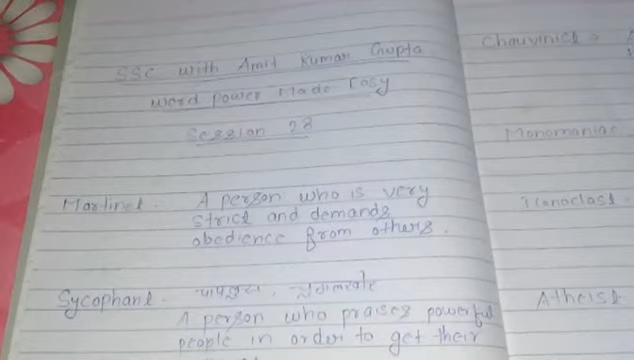 SSC with Amit Kumar Gupta
word power Made Easy
Session 28
Martinet - A person who is very
strict and demands
obedience from others.
Sycophant - चापलूस, चुगलखोर
A person who praises powerful
people in order to get their
Chauvinist -
Monomaniac
Iconoclast -
Atheist